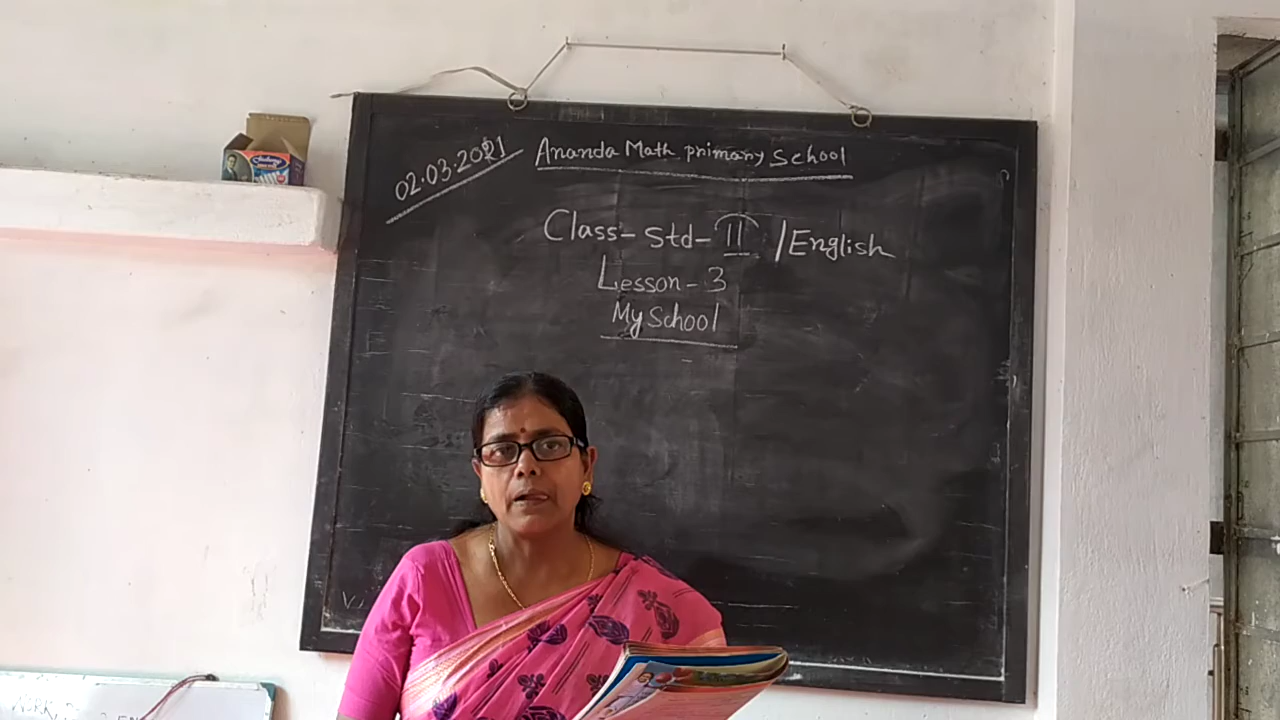 02.03.2021
Ananda Math primary School
Class-Std-II /English
Lesson-3
My School